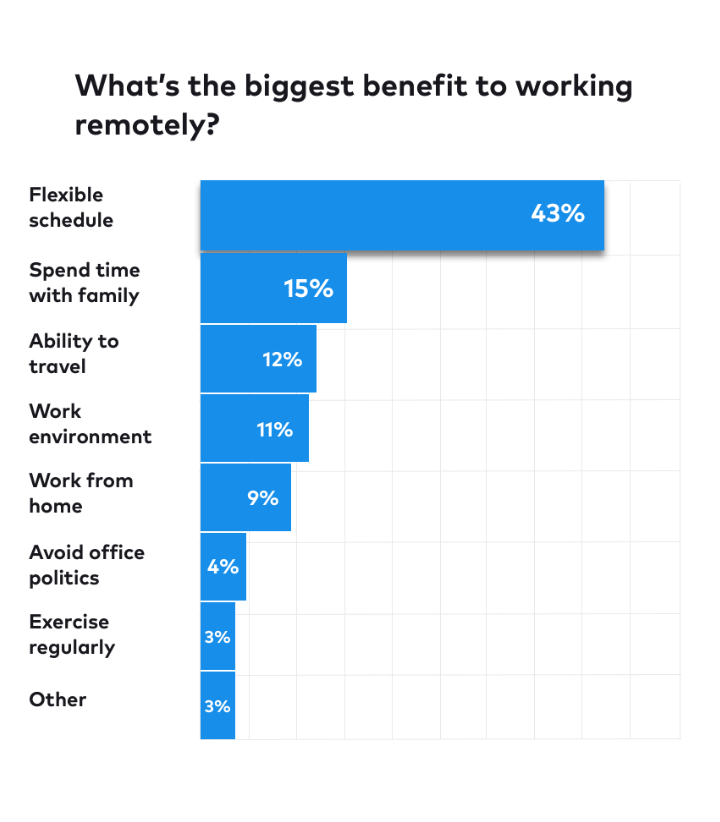 What's the biggest benefit to working
remotely?
Flexible
schedule
43%
Spend time
with family
15%
Ability to
travel
12%
Work
environment
11%
Work from
home
9%
Avoid office
politics
4%
Exercise
regularly
3%
Other
3%